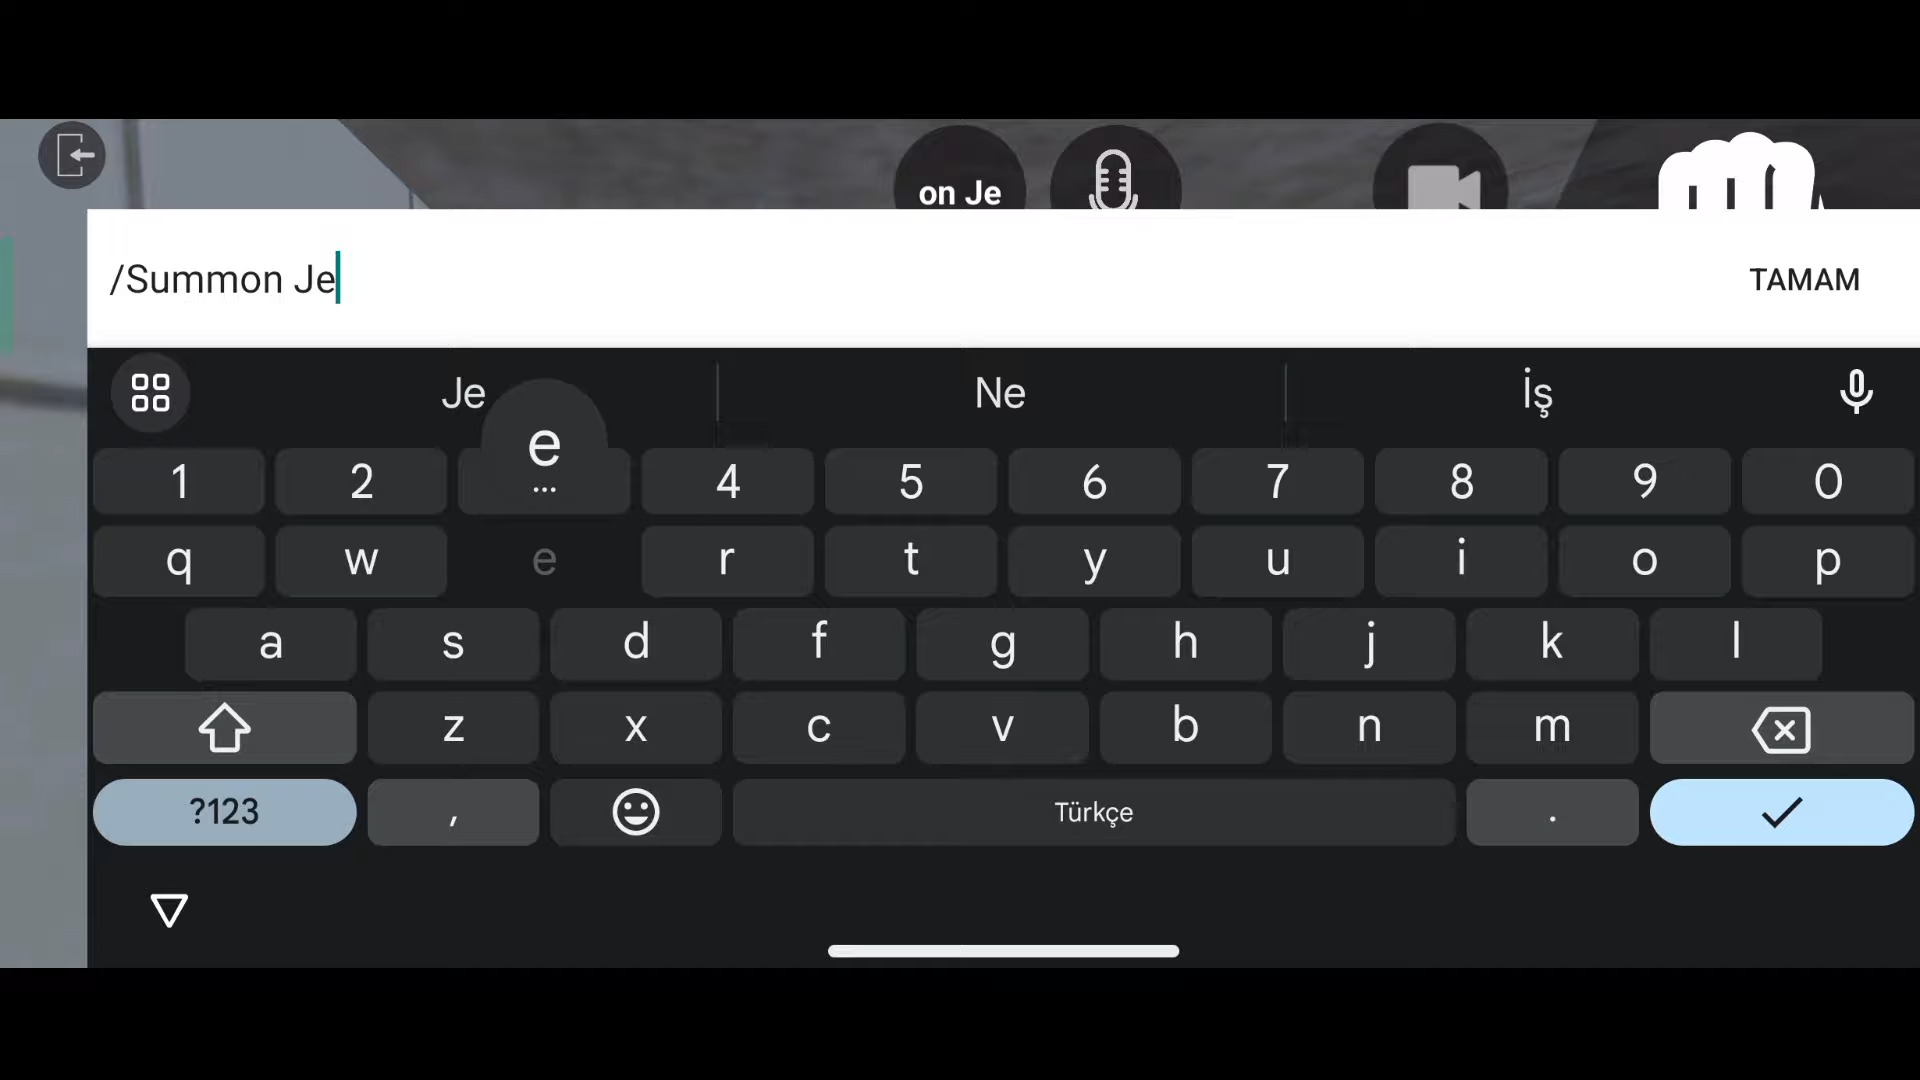 on Je
/Summon Je
TAMAM
Je
Ne
İş
e
...
1 2 4 5 6 7 8 9 0
q w e r t y u i o p
a s d f g h j k l
z x c v b n m
?123 , Türkçe .